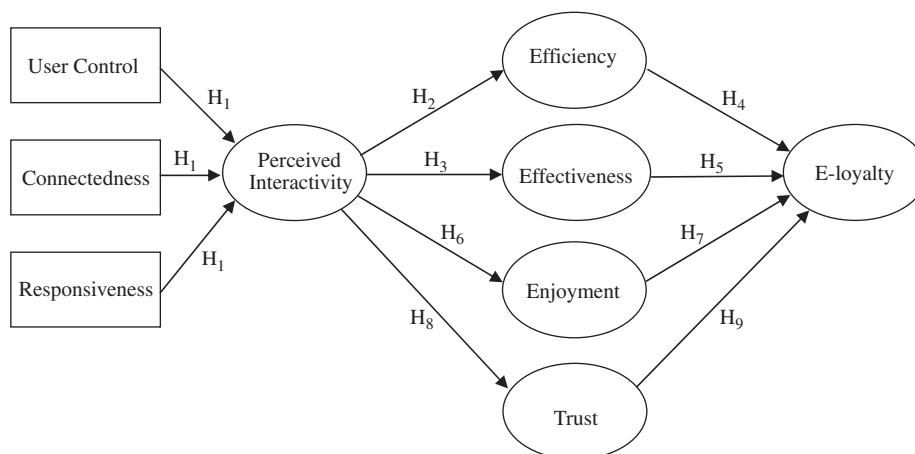 User Control
Connectedness
Responsiveness
H1
H1
H1
Perceived
Interactivity
H2
H3
H6
H8
Efficiency
Effectiveness
Enjoyment
Trust
H4
H5
H7
H9
E-loyalty